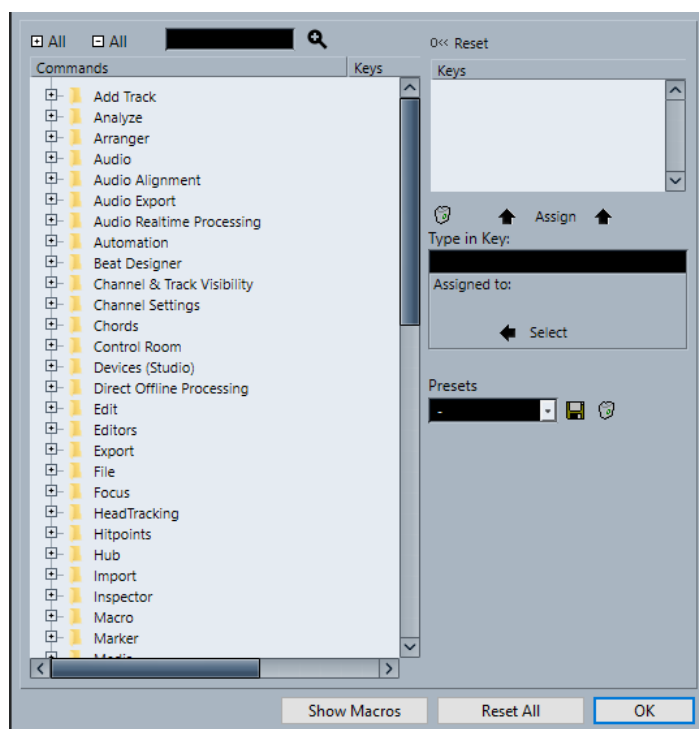 All All
0<< Reset
Commands Keys
Keys
Add Track
Analyze
Arranger
Audio
Audio Alignment
Audio Export
Audio Realtime Processing
Automation
Beat Designer
Channel & Track Visibility
Channel Settings
Chords
Control Room
Devices (Studio)
Direct Offline Processing
Edit
Editors
Export
File
Focus
HeadTracking
Hitpoints
Hub
Import
Inspector
Macro
Marker
Media
Assign
Type in Key:
Assigned to:
Select
Presets
-
Show Macros Reset All OK